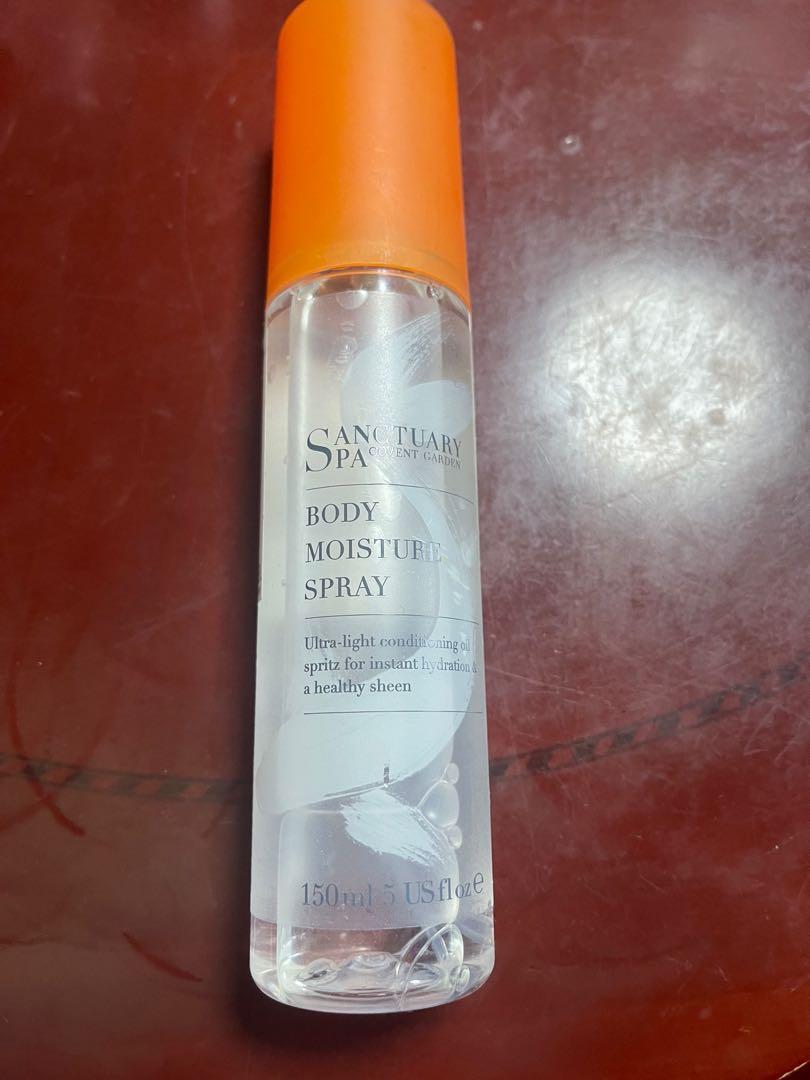 SANCTUARY
SPA COVENT GARDEN
BODY
MOISTURE
SPRAY
Ultra-light conditioning oil
spritz for instant hydration &
a healthy sheen
150ml 5 US fl oz e